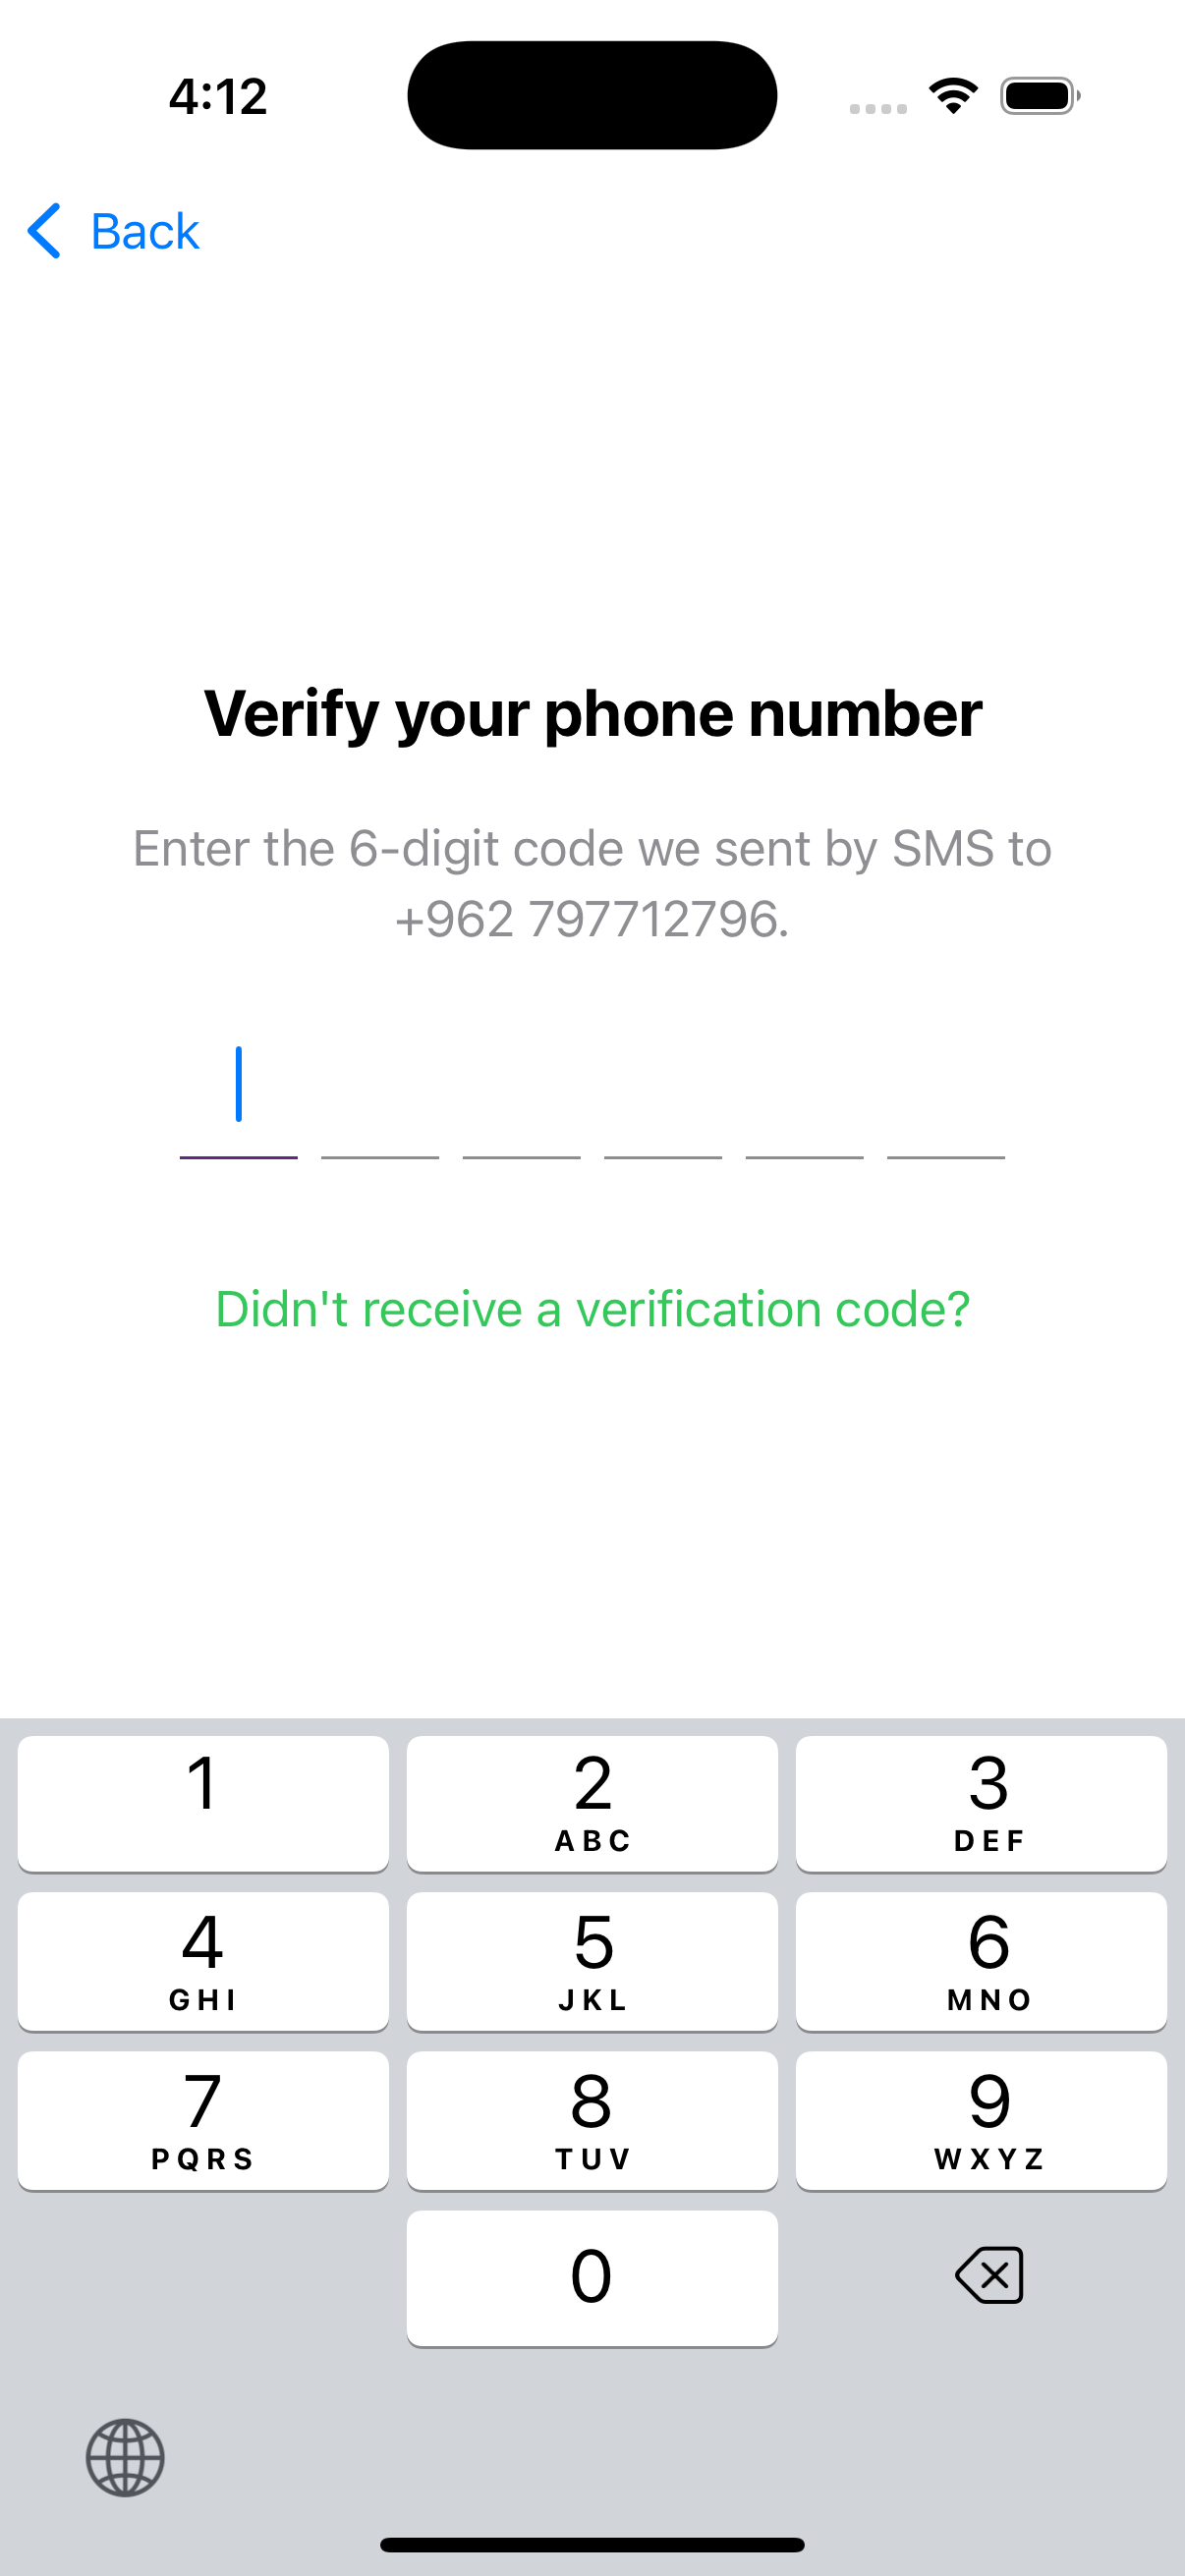 4:12
Back
Verify your phone number
Enter the 6-digit code we sent by SMS to
+962 797712796.
Didn't receive a verification code?
1
2
ABC
3
DEF
4
GHI
5
JKL
6
MNO
7
PQRS
8
TUV
9
WXYZ
0